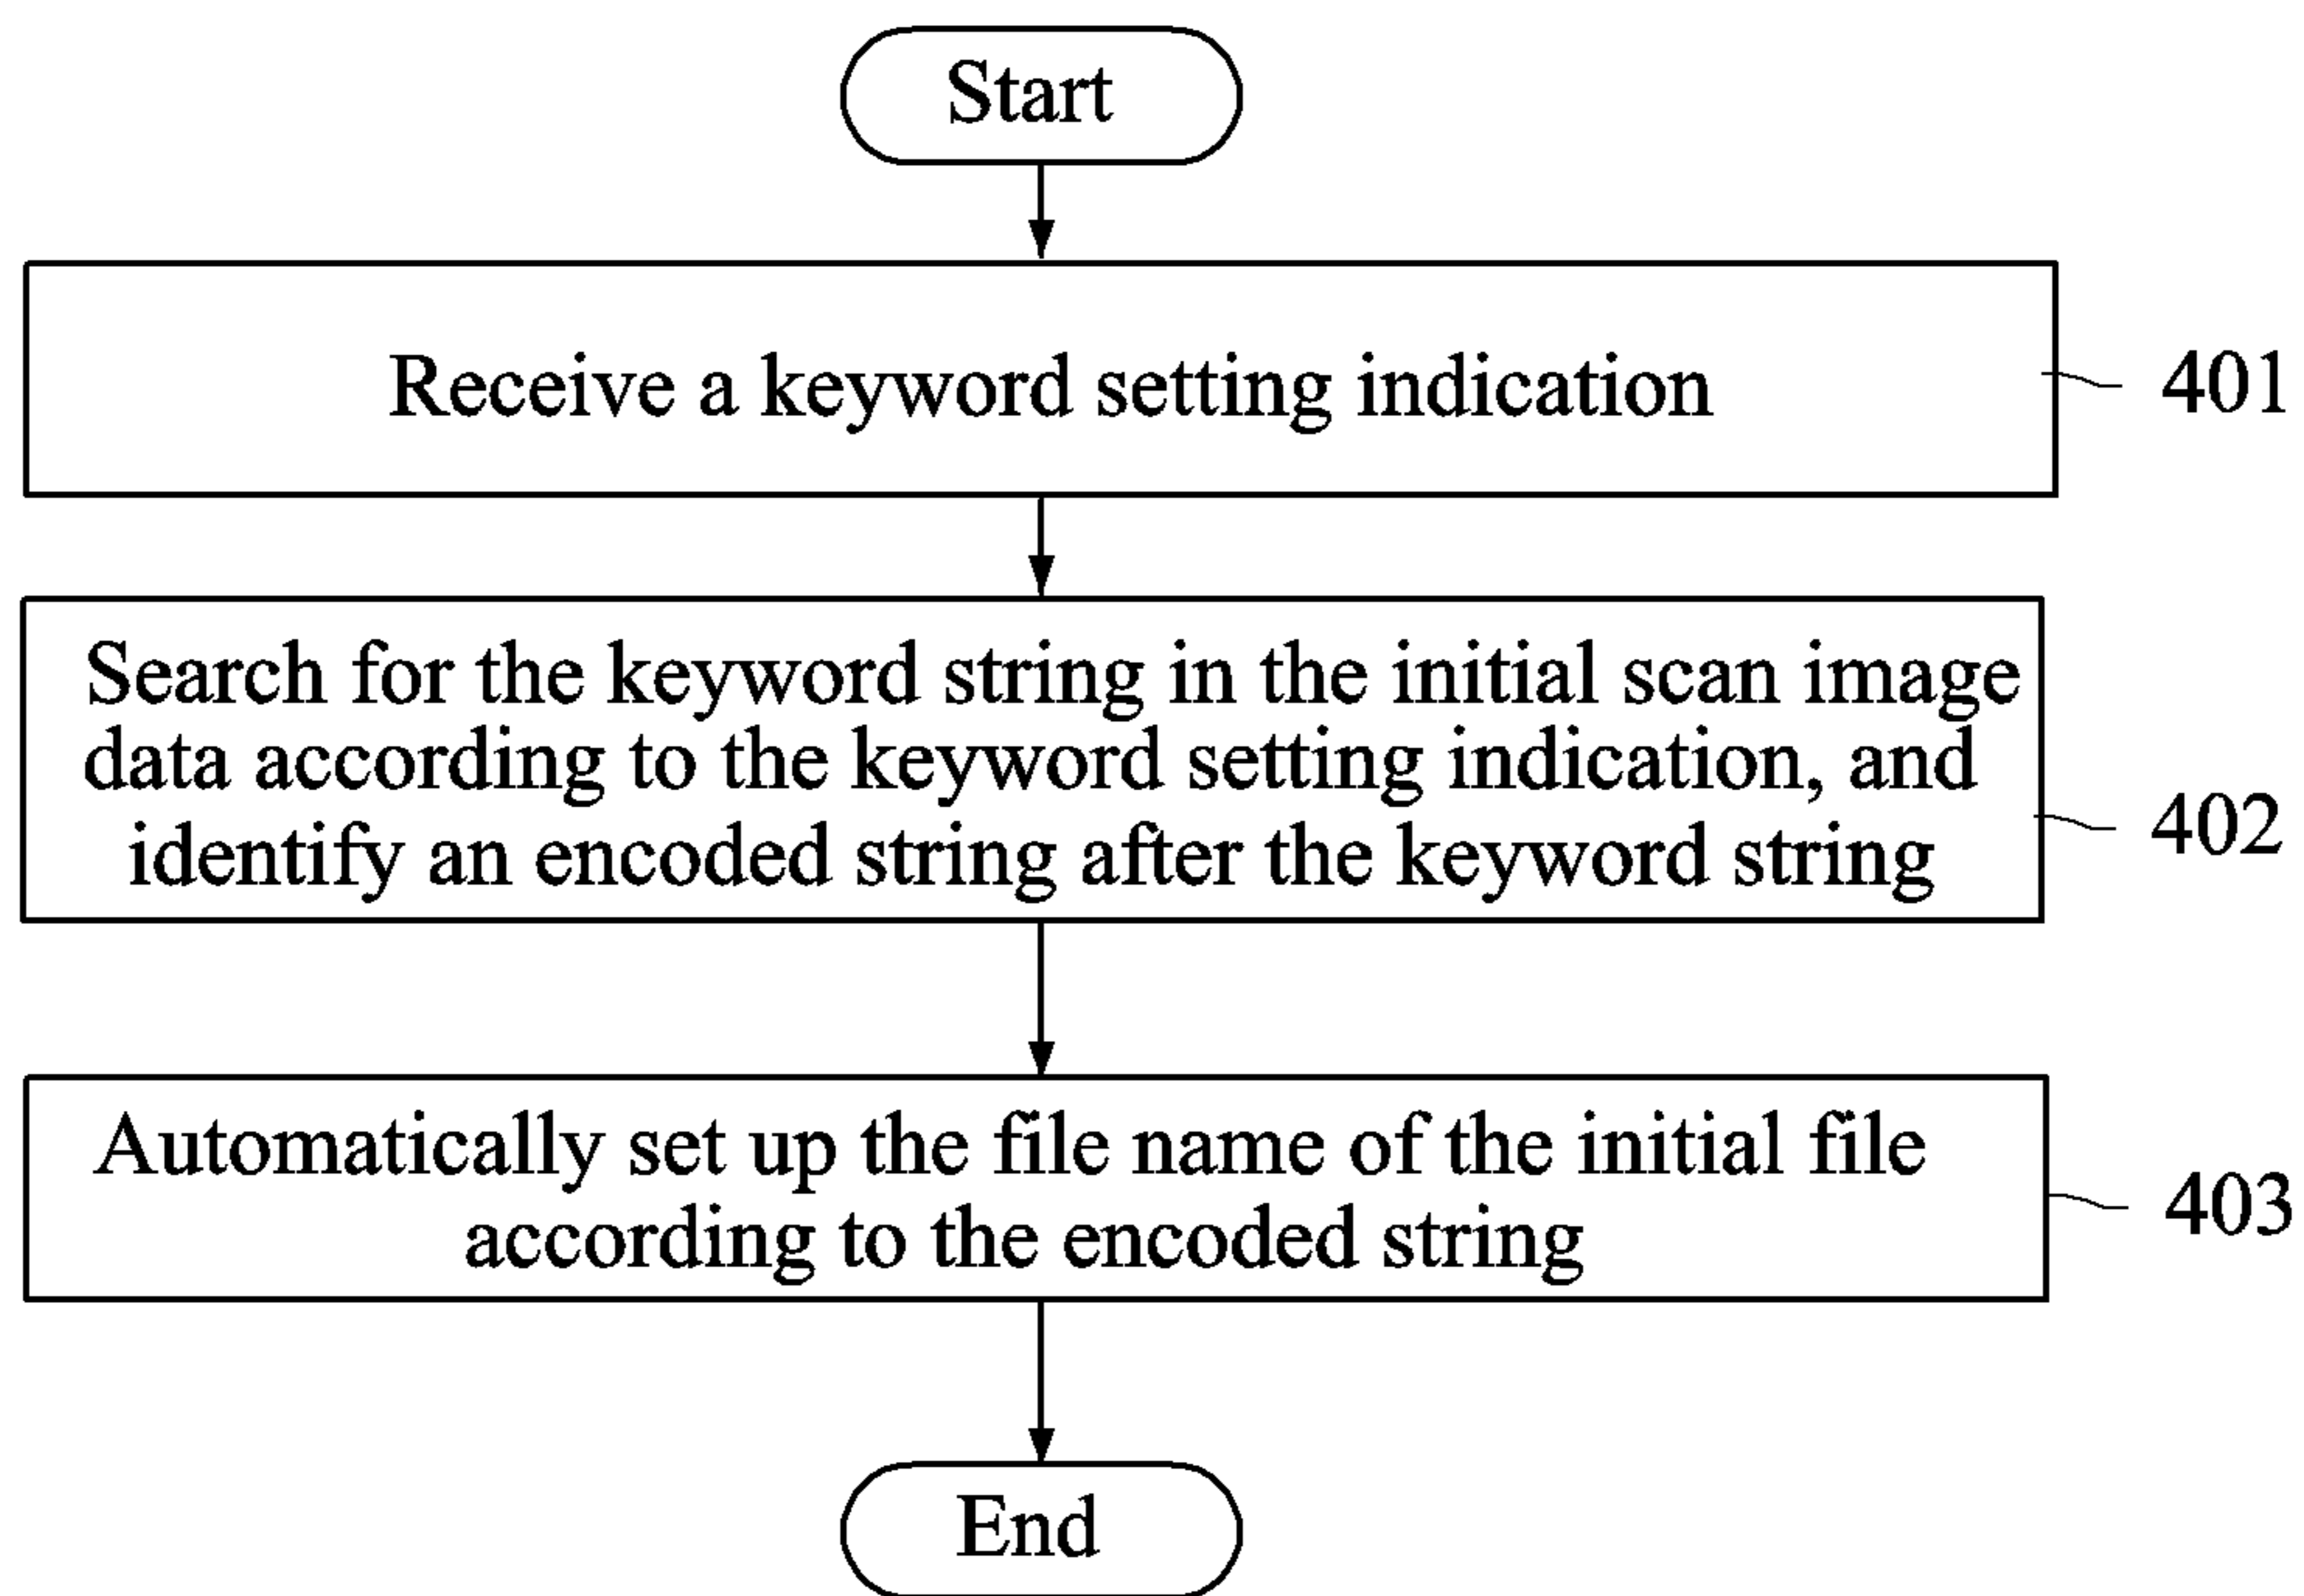 Start
Receive a keyword setting indication
401
Search for the keyword string in the initial scan image
data according to the keyword setting indication, and
identify an encoded string after the keyword string
402
Automatically set up the file name of the initial file
according to the encoded string
403
End